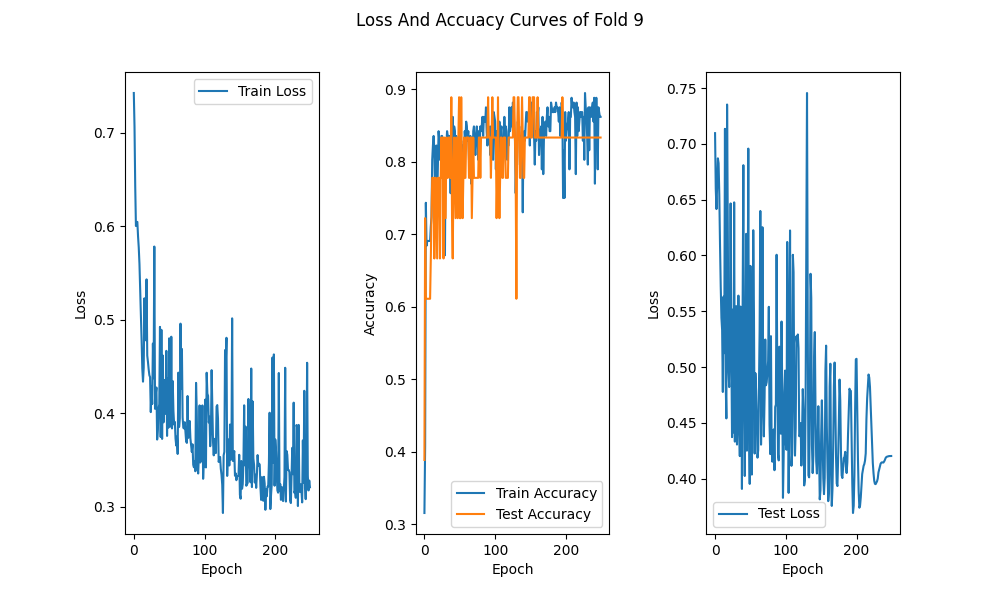 Loss And Accuacy Curves of Fold 9
Train Loss
0.7
0.6
0.5
0.4
0.3
Loss
0
100
200
Epoch
0.9
0.8
0.7
0.6
0.5
0.4
0.3
Accuracy
Train Accuracy
Test Accuracy
0
100
200
Epoch
0.75
0.70
0.65
0.60
0.55
0.50
0.45
0.40
Loss
Test Loss
0
100
200
Epoch